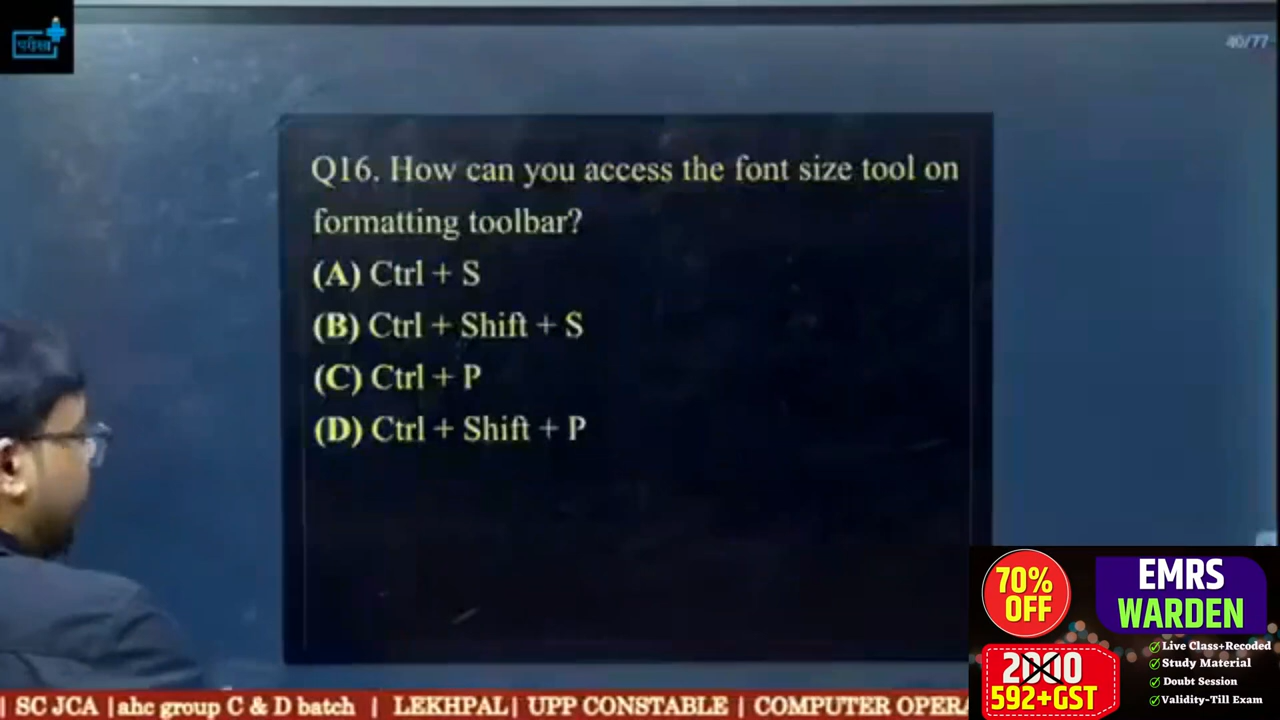 परीक्षा
40/77
Q16. How can you access the font size tool on
formatting toolbar?
(A) Ctrl + S
(B) Ctrl + Shift + S
(C) Ctrl + P
(D) Ctrl + Shift + P
70%
OFF
EMRS
WARDEN
2000
592+GST
Live Class+Recoded
Study Material
Doubt Session
Validity-Till Exam
| SC JCA | ahc group C & D batch | LEKHPAL | UPP CONSTABLE | COMPUTER OPERA